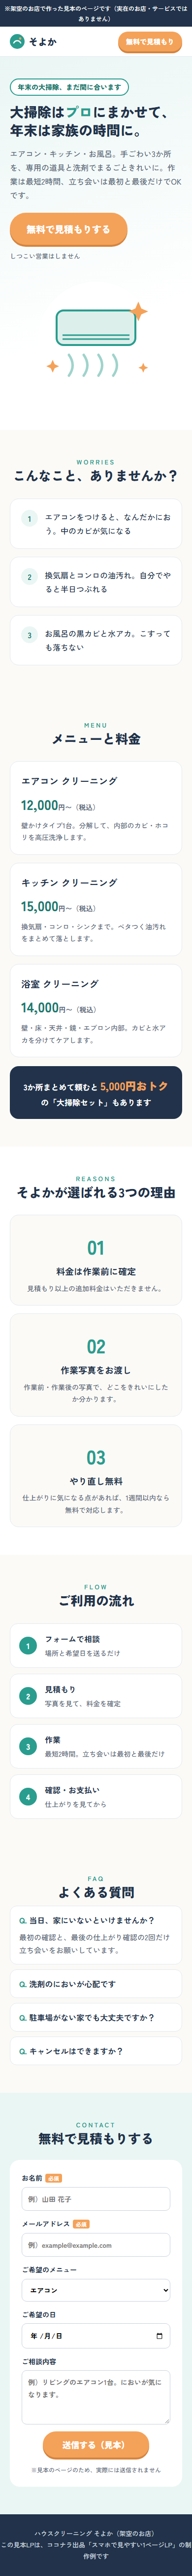 ※架空のお店で作った見本のページです（実在のお店・サービスでは
ありません）
そよか
無料で見積もり
年末の大掃除、まだ間に合います
大掃除はプロにまかせて、
年末は家族の時間に。
エアコン・キッチン・お風呂。手ごわい3か所
を、専用の道具と洗剤でまるごときれいに。作
業は最短2時間、立ち会いは最初と最後だけでOK
です。
無料で見積もりする
しつこい営業はしません
WORRIES
こんなこと、ありませんか？
1
エアコンをつけると、なんだかにお
う。中のカビが気になる
2
換気扇とコンロの油汚れ。自分でや
ると半日つぶれる
3
お風呂の黒カビと水アカ。こすって
も落ちない
MENU
メニューと料金
エアコン クリーニング
12,000円〜（税込）
壁かけタイプ1台。分解して、内部のカビ・ホコ
リを高圧洗浄します。
キッチン クリーニング
15,000円〜（税込）
換気扇・コンロ・シンクまで。ベタつく油汚れ
をまとめて落とします。
浴室 クリーニング
14,000円〜（税込）
壁・床・天井・鏡・エプロン内部。カビと水ア
カを分けてケアします。
3か所まとめて頼むと 5,000円おトク
の「大掃除セット」もあります
REASONS
そよかが選ばれる3つの理由
01
料金は作業前に確定
見積もり以上の追加料金はいただきません。
02
作業写真をお渡し
作業前・作業後の写真で、どこをきれいにした
か分かります。
03
やり直し無料
仕上がりに気になる点があれば、1週間以内なら
無料で対応します。
FLOW
ご利用の流れ
1
フォームで相談
場所と希望日を送るだけ
2
見積もり
写真を見て、料金を確定
3
作業
最短2時間。立ち会いは最初と最後だけ
4
確認・お支払い
仕上がりを見てから
FAQ
よくある質問
Q. 当日、家にいないといけませんか？
最初の確認と、最後の仕上がり確認の2回だけ
立ち会いをお願いしています。
Q. 洗剤のにおいが心配です
Q. 駐車場がない家でも大丈夫ですか？
Q. キャンセルはできますか？
CONTACT
無料で見積もりする
お名前 必須
例）山田 花子
メールアドレス 必須
例）example@example.com
ご希望のメニュー
エアコン
ご希望の日
年 /月/日
ご相談内容
例）リビングのエアコン1台。においが気に
なります。
送信する（見本）
※見本のページのため、実際には送信されません
ハウスクリーニング そよか（架空のお店）
この見本LPは、ココナラ出品「スマホで見やすい1ページLP」の制
作例です